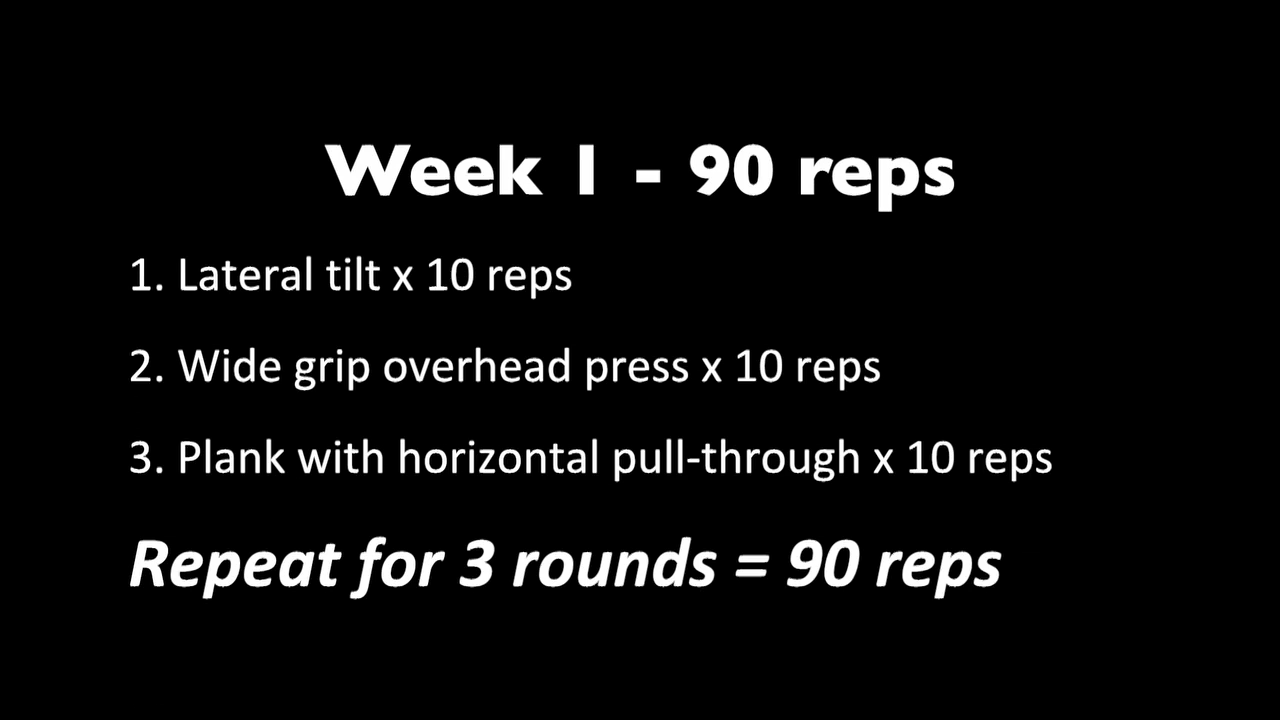 Week 1 - 90 reps
1. Lateral tilt x 10 reps
2. Wide grip overhead press x 10 reps
3. Plank with horizontal pull-through x 10 reps
Repeat for 3 rounds = 90 reps